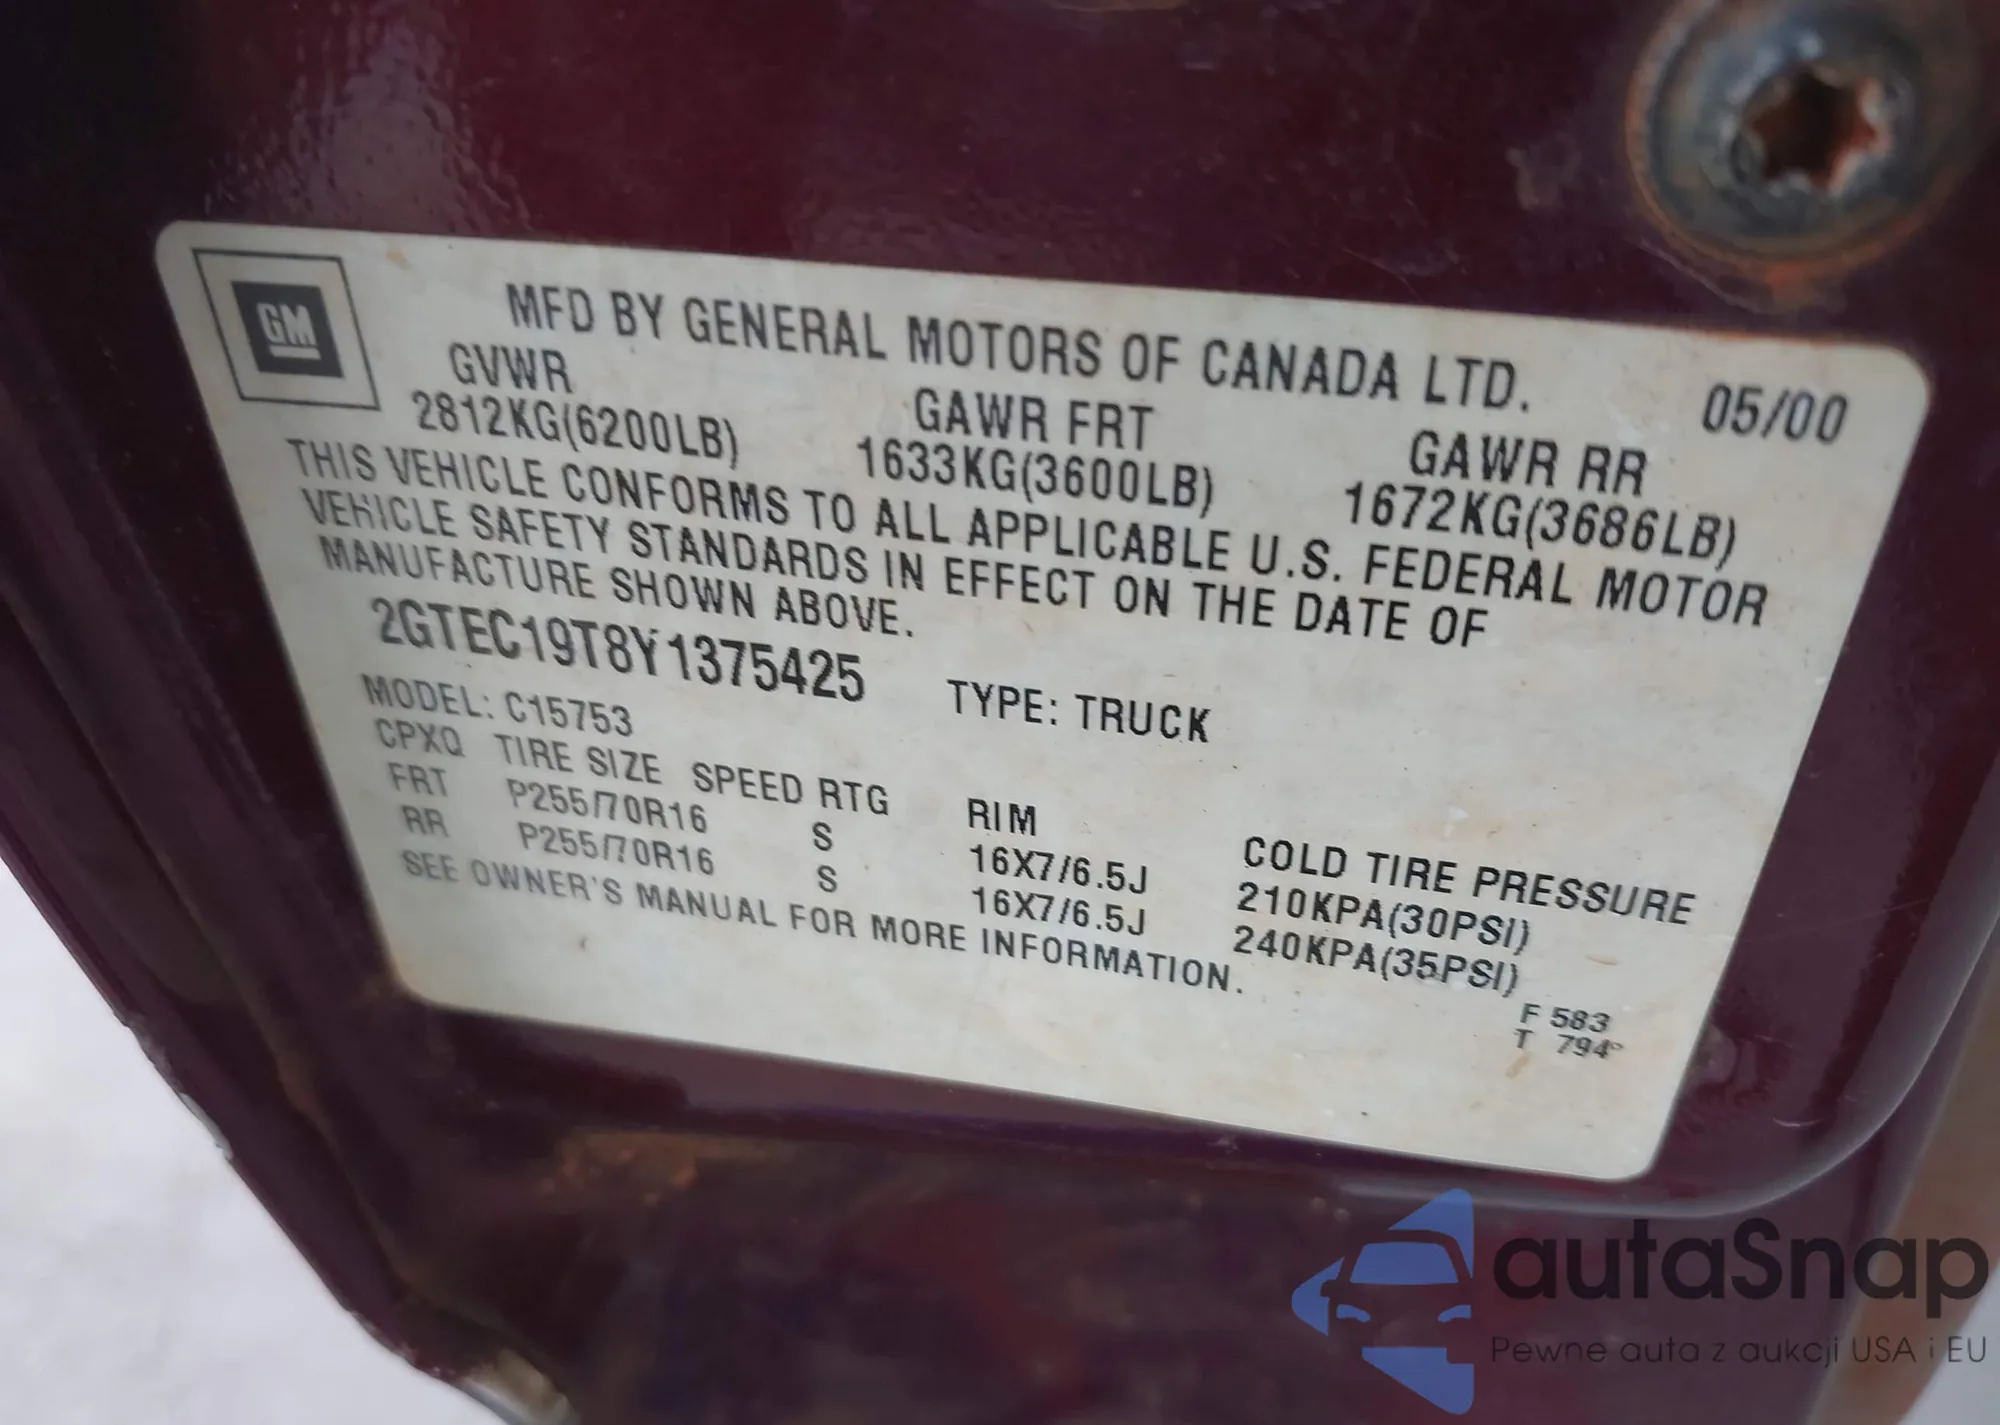 GM
MFD BY GENERAL MOTORS OF CANADA LTD.
05/00
GVWR GAWR FRT GAWR RR
2812KG(6200LB) 1633KG(3600LB) 1672KG(3686LB)
THIS VEHICLE CONFORMS TO ALL APPLICABLE U.S. FEDERAL MOTOR
VEHICLE SAFETY STANDARDS IN EFFECT ON THE DATE OF
MANUFACTURE SHOWN ABOVE.
2GTEC19T8Y1375425 TYPE: TRUCK
MODEL: C15753
CPXQ TIRE SIZE SPEED RTG RIM COLD TIRE PRESSURE
FRT P255/70R16 S 16X7/6.5J 210KPA(30PSI)
RR P255/70R16 S 16X7/6.5J 240KPA(35PSI)
SEE OWNER'S MANUAL FOR MORE INFORMATION.
F 583
T 794
autaSnap
Pewne auta z aukcji USA i EU